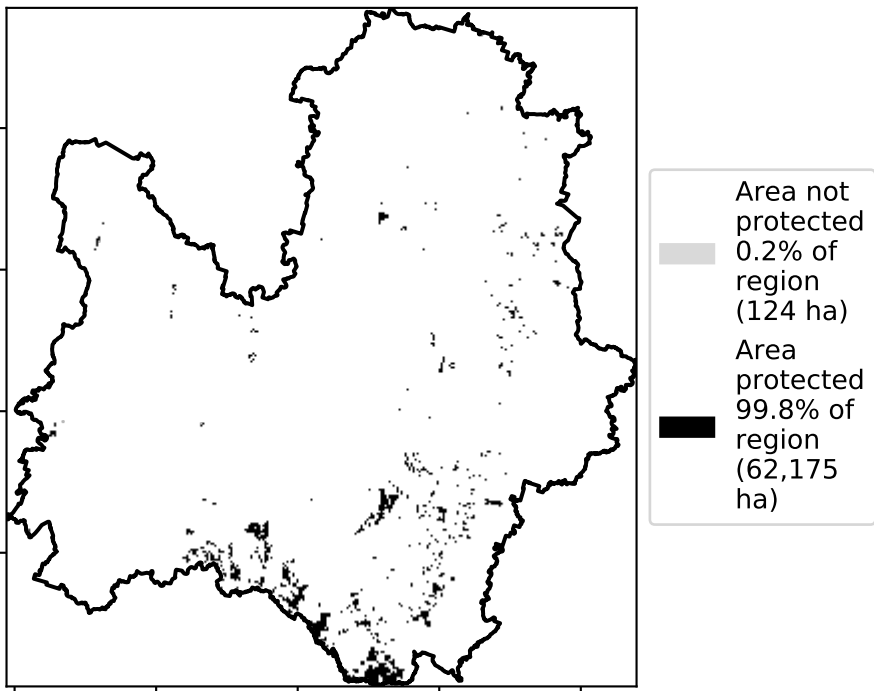 Area not
protected
0.2% of
region
(124 ha)
Area
protected
99.8% of
region
(62,175
ha)